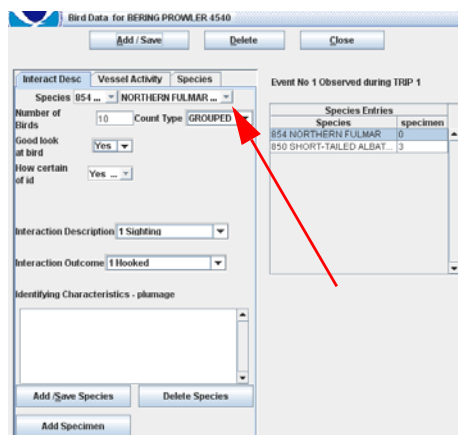 Bird Data for BERING PROWLER 4540
Add / Save Delete Close
Interact Desc Vessel Activity Species
Event No 1 Observed during TRIP 1
Species 854 ... NORTHERN FULMAR ...
Number of Birds 10 Count Type GROUPED
Good look at bird Yes
How certain of id Yes ...
Interaction Description 1 Sighting
Interaction Outcome 1 Hooked
Identifying Characteristics - plumage
Add /Save Species Delete Species
Add Specimen
Species Entries
Species specimen
854 NORTHERN FULMAR 0
850 SHORT-TAILED ALBAT... 3